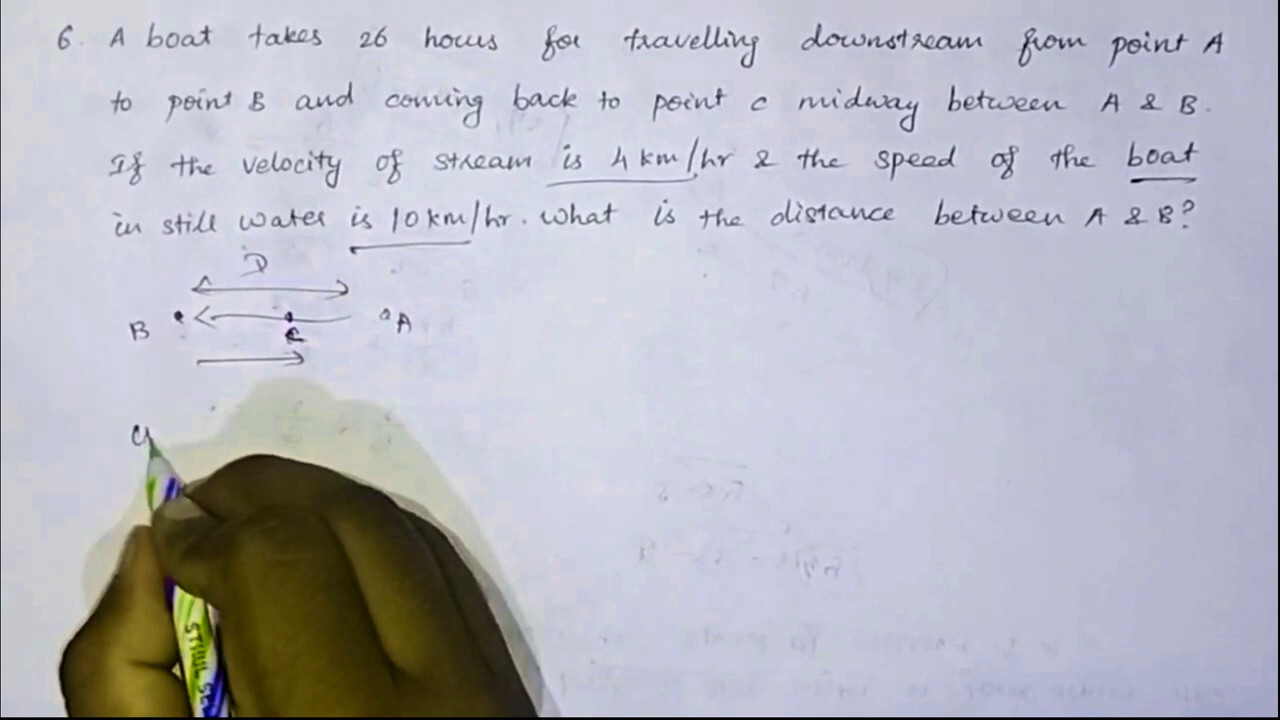 6. A boat takes 26 hours for travelling downstream from point A
to point B and coming back to point c midway between A & B.
If the velocity of stream is 4 km/hr & the speed of the boat
in still water is 10 km/hr. what is the distance between A & B?
D
B A
C